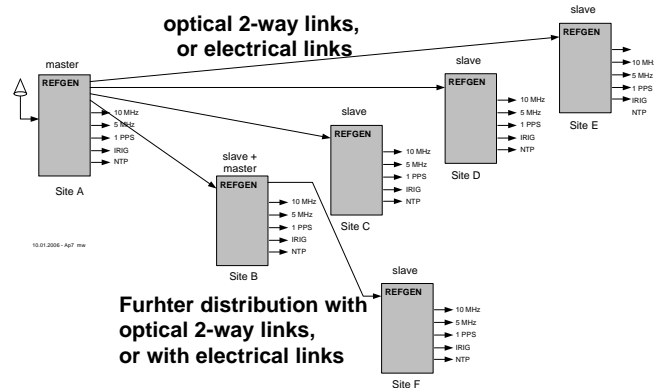 optical 2-way links,
or electrical links
master
REFGEN
10 MHz
5 MHz
1 PPS
IRIG
NTP
Site A
slave +
master
REFGEN
10 MHz
5 MHz
1 PPS
IRIG
NTP
Site B
slave
REFGEN
10 MHz
5 MHz
1 PPS
IRIG
NTP
Site C
slave
REFGEN
10 MHz
5 MHz
1 PPS
IRIG
NTP
Site D
slave
REFGEN
10 MHz
5 MHz
1 PPS
IRIG
NTP
Site E
10.01.2006 - Ap7 mw
Furhter distribution with
optical 2-way links,
or with electrical links
slave
REFGEN
10 MHz
5 MHz
1 PPS
IRIG
NTP
Site F